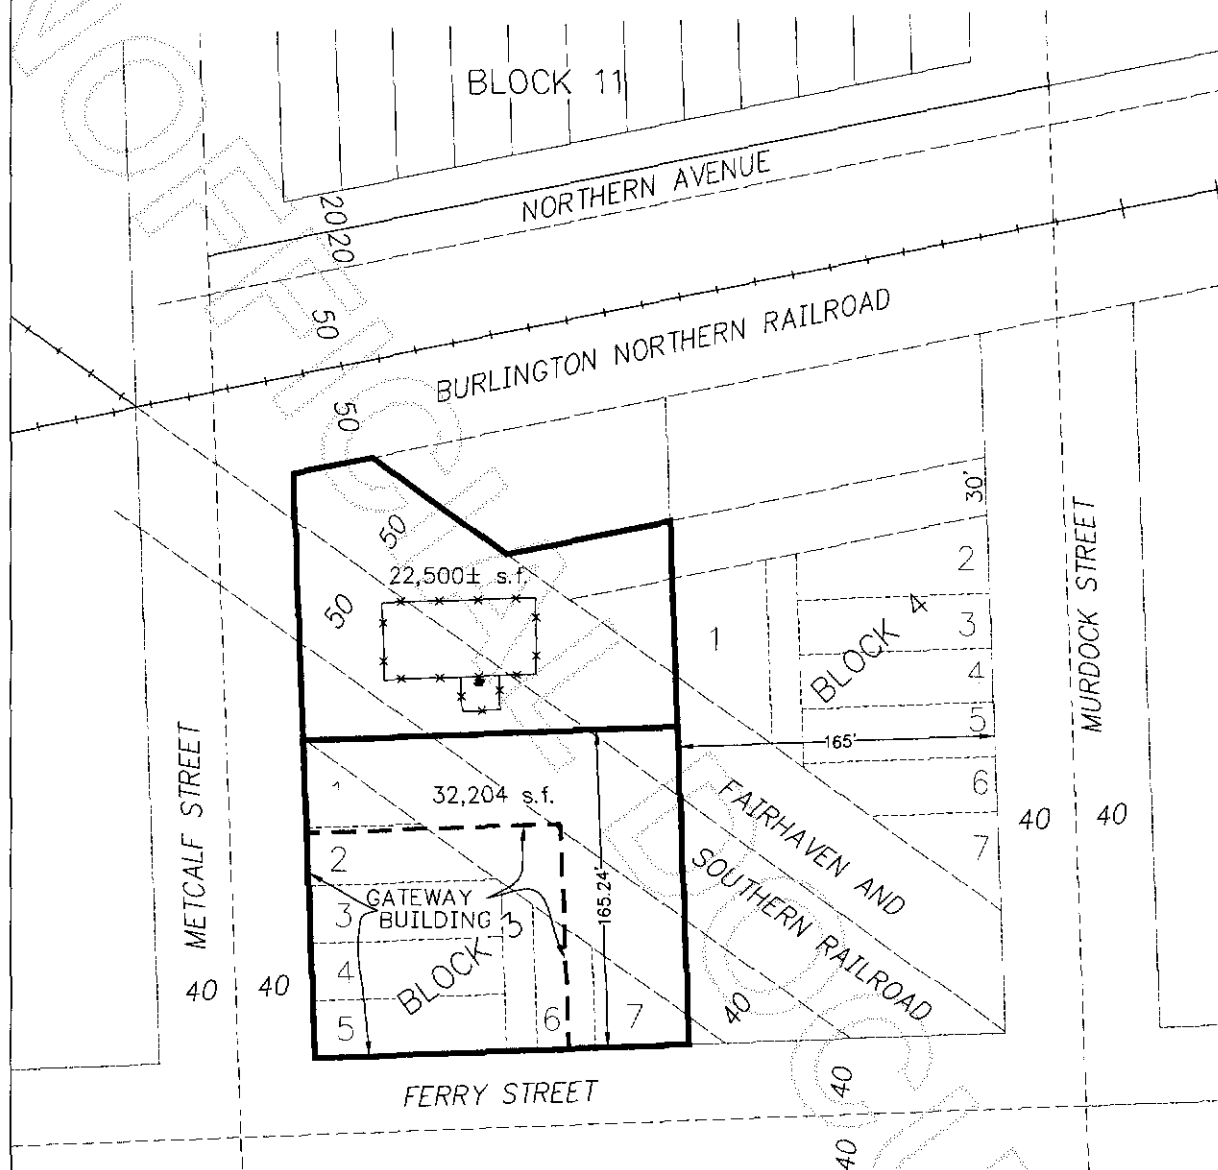 BLOCK 11
NORTHERN AVENUE
20
20
50
BURLINGTON NORTHERN RAILROAD
50
30'
50
22,500± s.f.
50
1
2
3
4
5
6
7
BLOCK 4
MURDOCK STREET
165'
METCALF STREET
1
32,204 s.f.
2
GATEWAY
BUILDING
3
4
5
BLOCK 3
6
7
165.24'
FAIRHAVEN AND
SOUTHERN RAILROAD
40
40
40
40
40
FERRY STREET
40
40
UNOFFICIAL DOCU